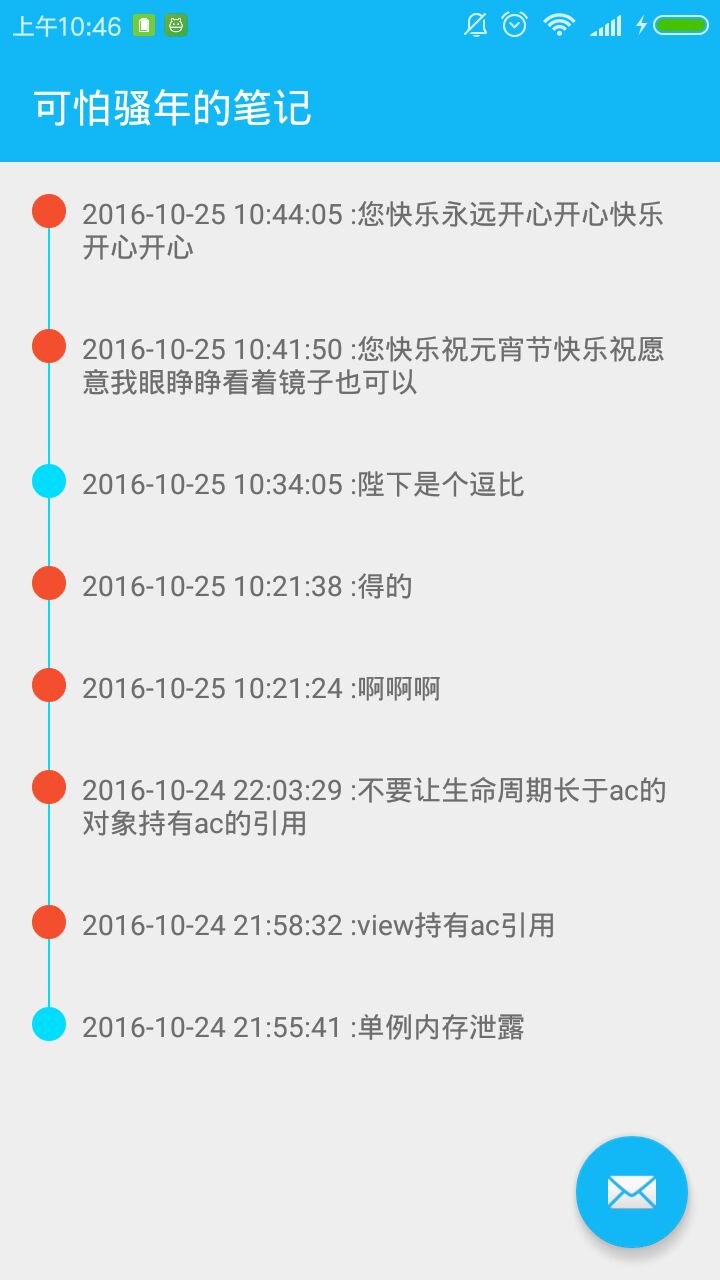 上午10:46
可怕骚年的笔记
2016-10-25 10:44:05 :您快乐永远开心开心快乐
开心开心
2016-10-25 10:41:50 :您快乐祝元宵节快乐祝愿
意我眼睁睁看着镜子也可以
2016-10-25 10:34:05 :陛下是个逗比
2016-10-25 10:21:38 :得的
2016-10-25 10:21:24 :啊啊啊
2016-10-24 22:03:29 :不要让生命周期长于ac的
对象持有ac的引用
2016-10-24 21:58:32 :view持有ac引用
2016-10-24 21:55:41 :单例内存泄露